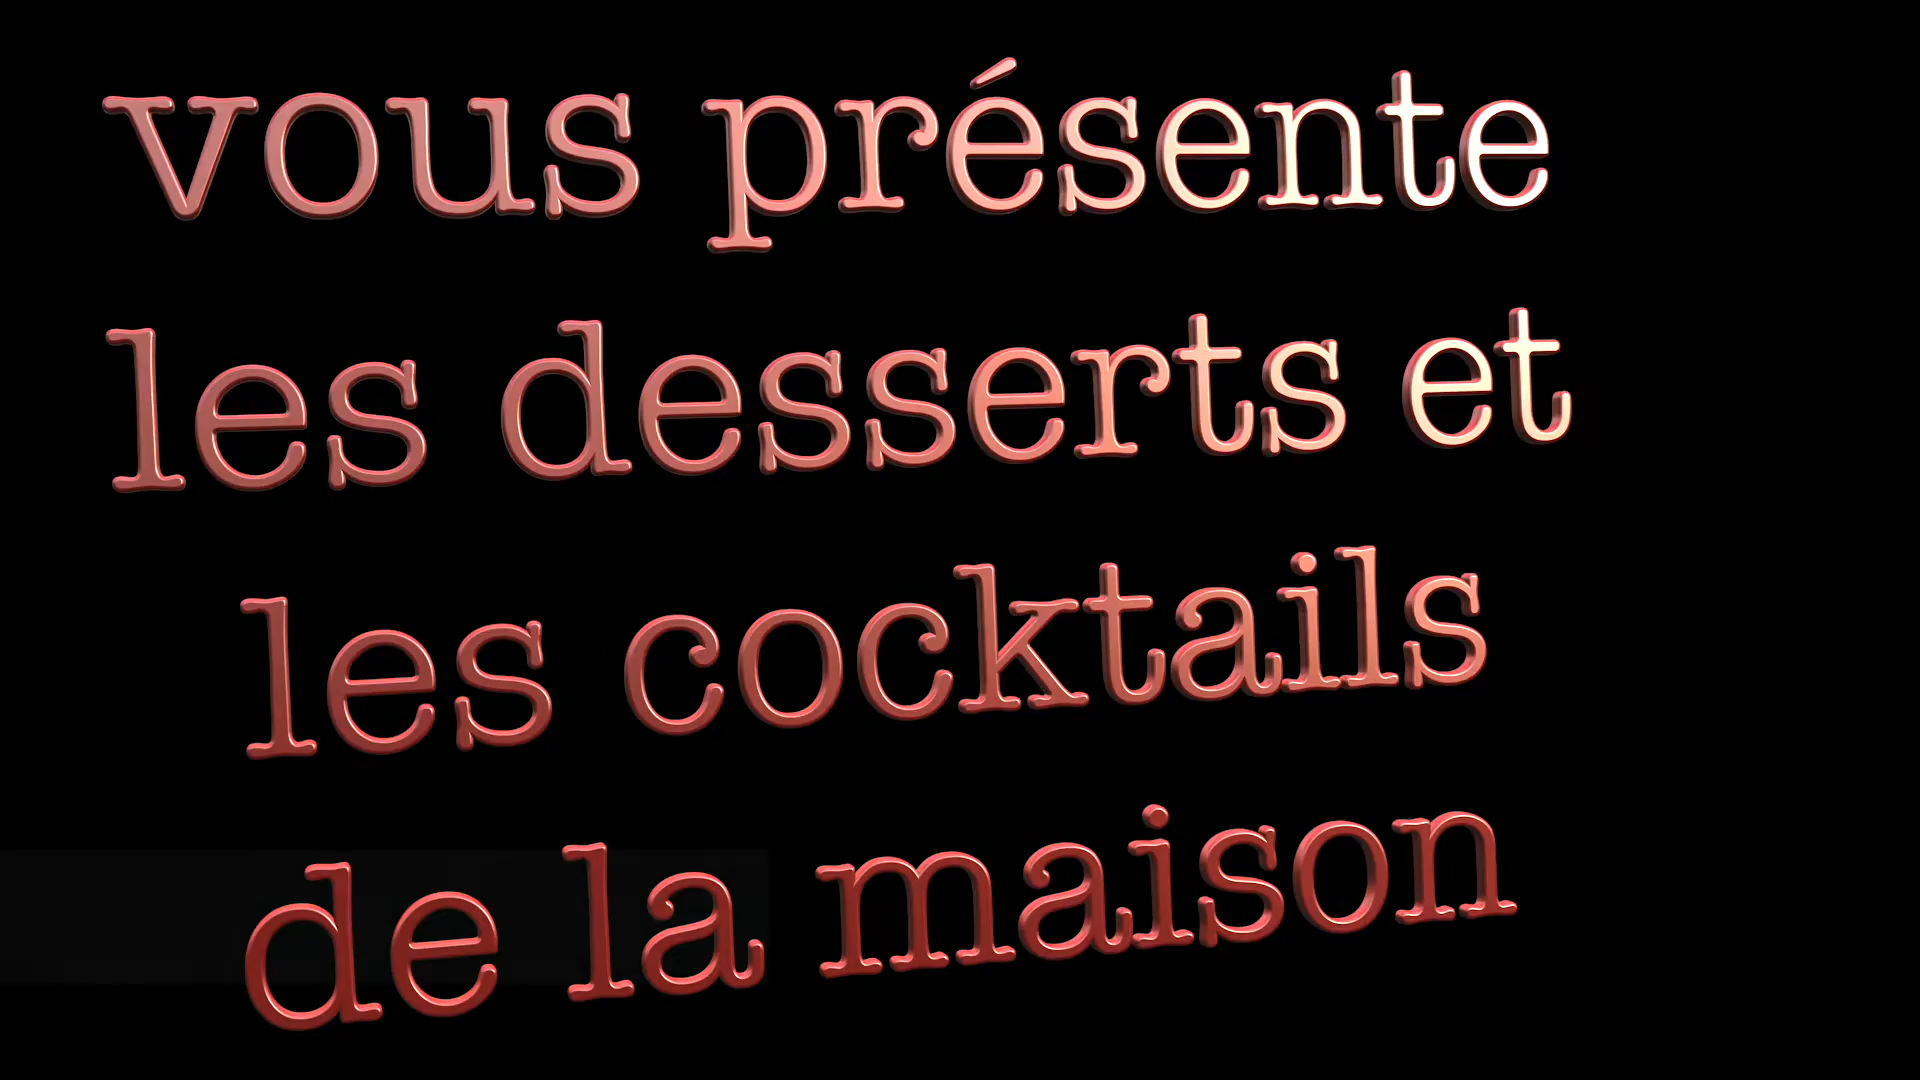 vous présente
les desserts et
les cocktails
de la maison